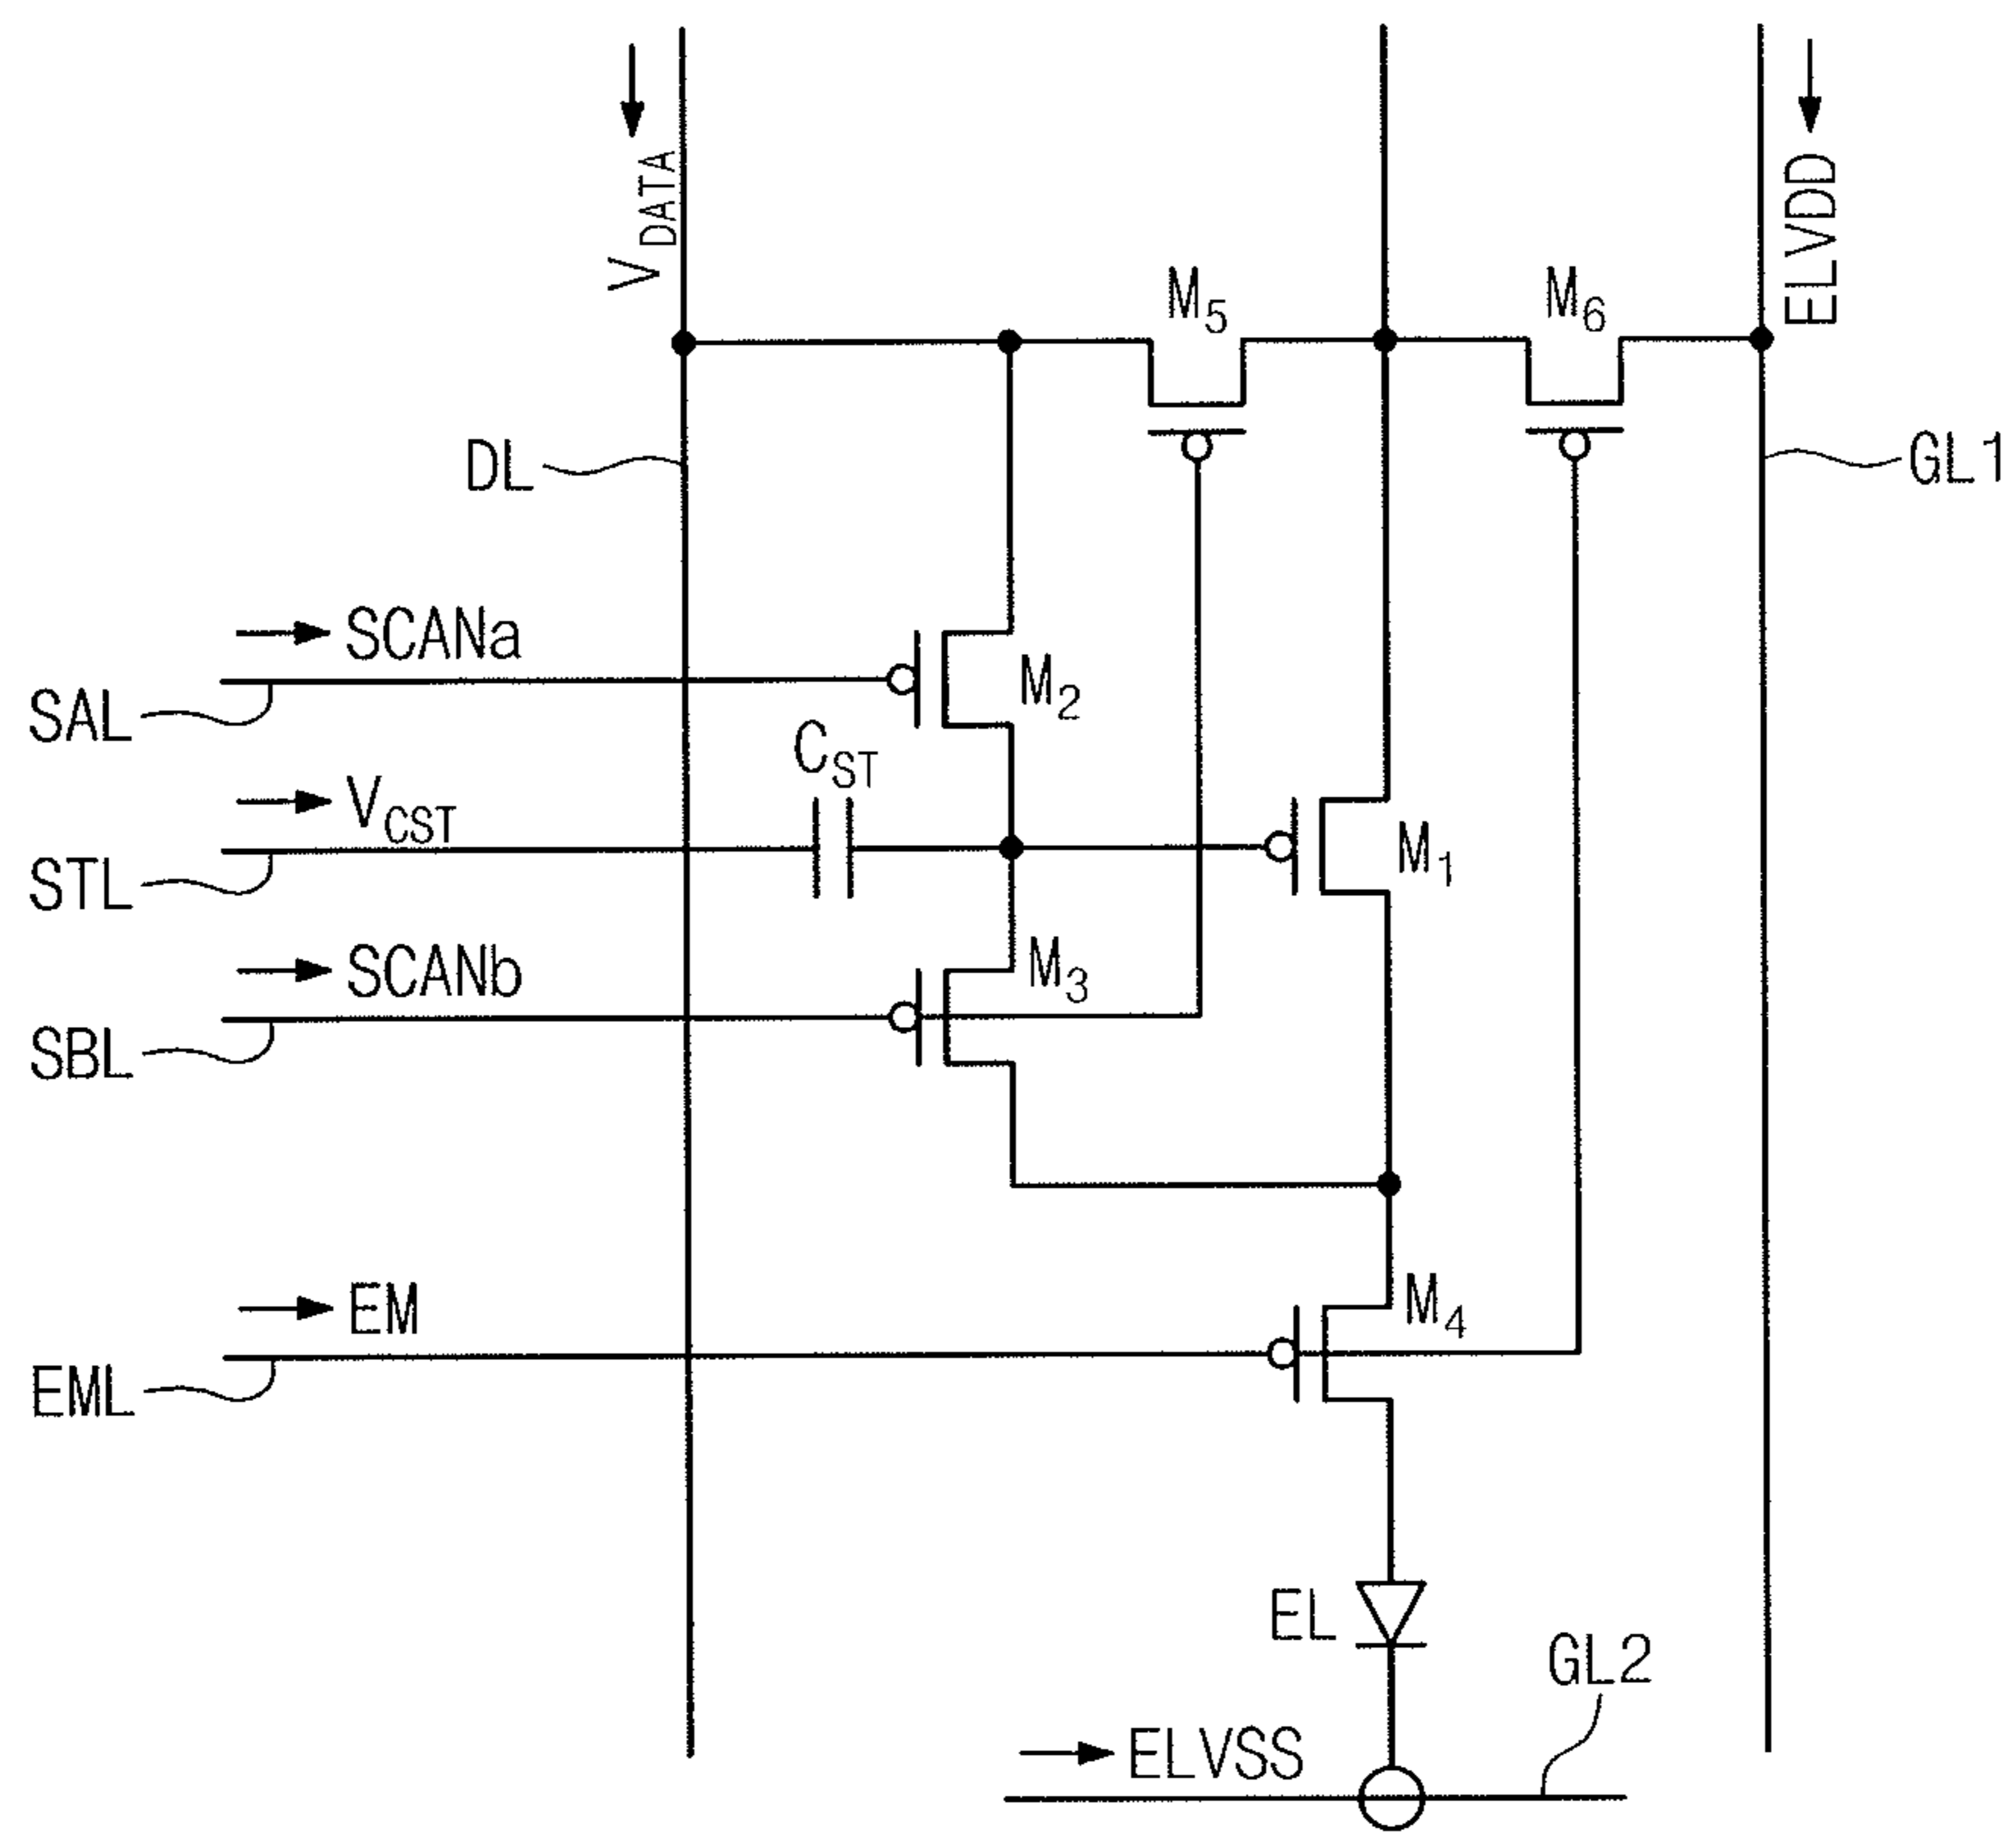 V_DATA
ELVDD
M5
M6
DL
GL1
SCANa
SAL
M2
CST
VCST
STL
M1
SCANb
M3
SBL
EM
M4
EML
EL
GL2
ELVSS